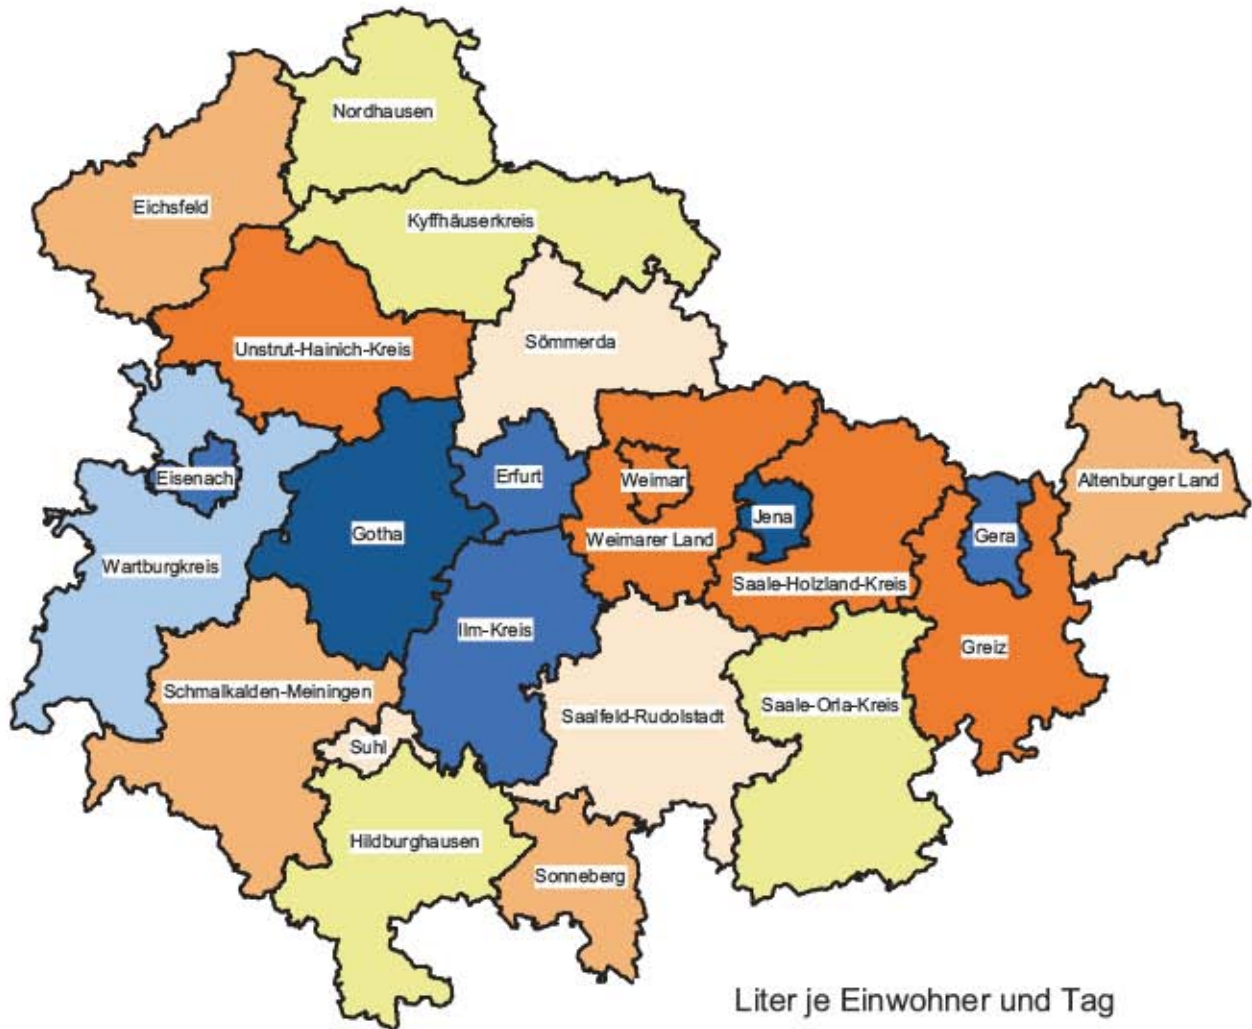 Nordhausen
Eichsfeld
Kyffhäuserkreis
Unstrut-Hainich-Kreis
Sömmerda
Eisenach
Erfurt
Weimar
Altenburger Land
Gotha
Jena
Weimarer Land
Gera
Wartburgkreis
Saale-Holzland-Kreis
Ilm-Kreis
Greiz
Schmalkalden-Meiningen
Saalfeld-Rudolstadt
Saale-Orla-Kreis
Suhl
Hildburghausen
Sonneberg
Liter je Einwohner und Tag